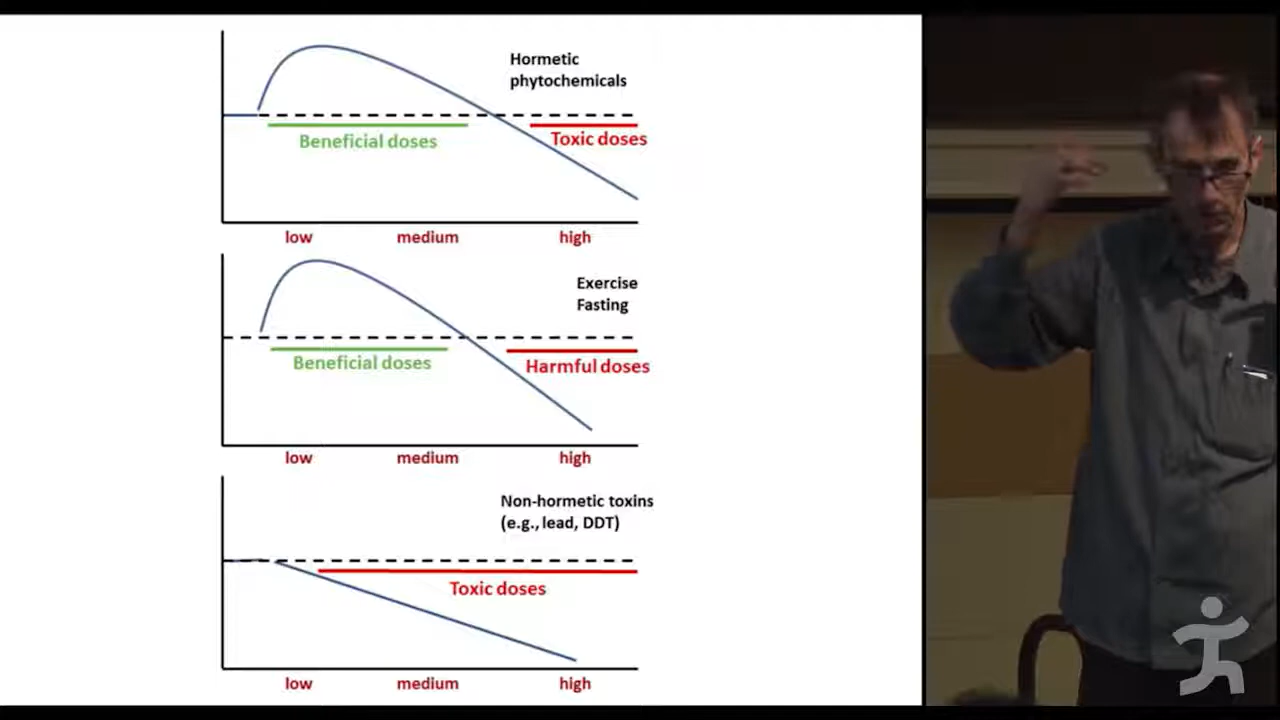 Hormetic
phytochemicals
Beneficial doses
Toxic doses
low medium high
Exercise
Fasting
Beneficial doses
Harmful doses
low medium high
Non-hormetic toxins
(e.g., lead, DDT)
Toxic doses
low medium high